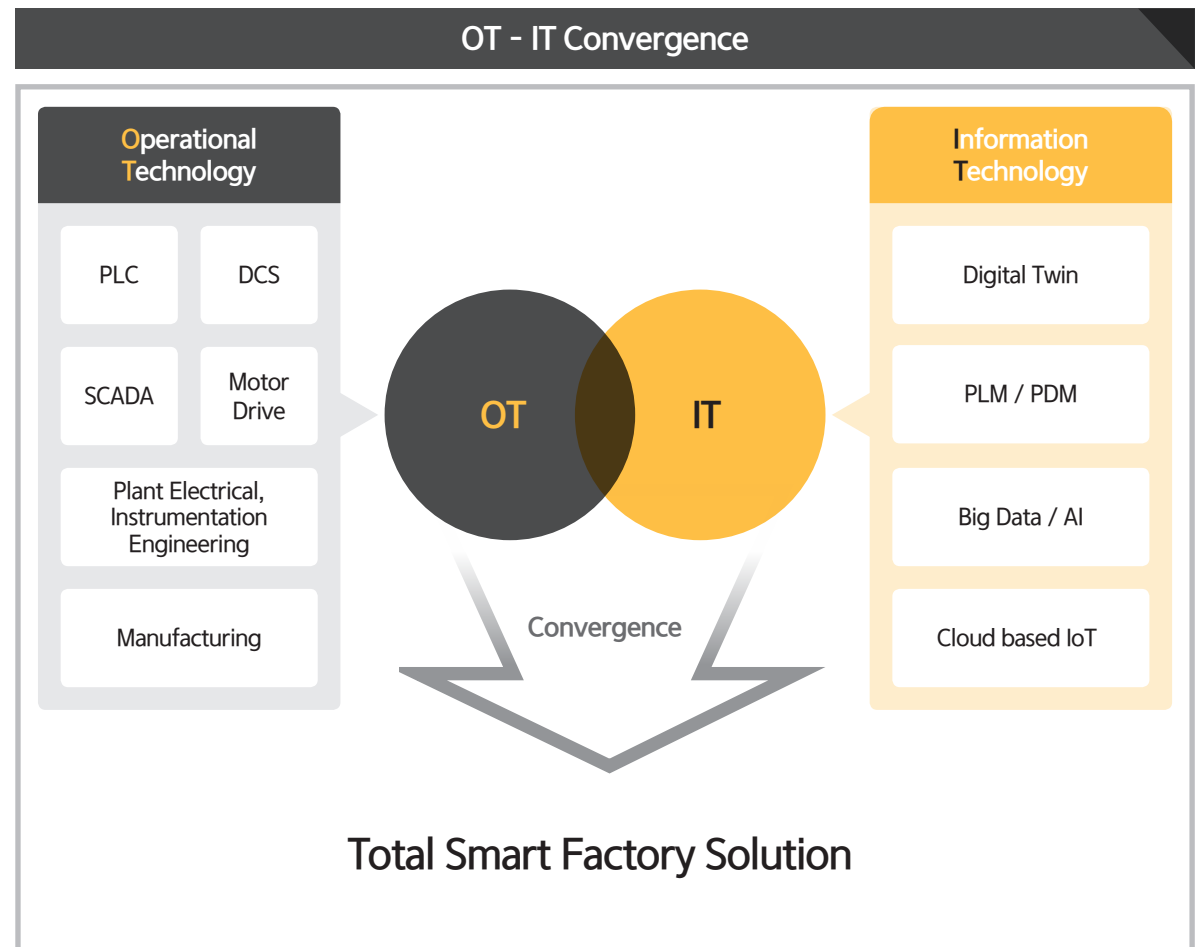 OT - IT Convergence
Operational
Technology
PLC
DCS
SCADA
Motor
Drive
Plant Electrical,
Instrumentation
Engineering
Manufacturing
OT
IT
Convergence
Information
Technology
Digital Twin
PLM / PDM
Big Data / AI
Cloud based IoT
Total Smart Factory Solution